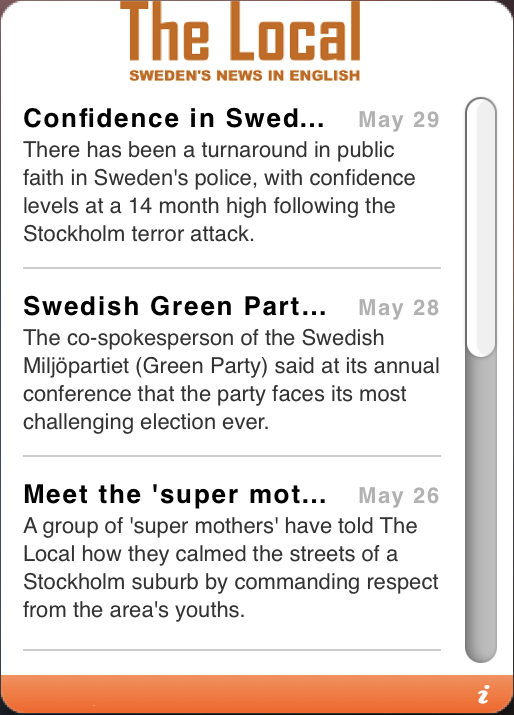 The Local
SWEDEN'S NEWS IN ENGLISH
Confidence in Swed... May 29
There has been a turnaround in public
faith in Sweden's police, with confidence
levels at a 14 month high following the
Stockholm terror attack.
Swedish Green Part... May 28
The co-spokesperson of the Swedish
Miljöpartiet (Green Party) said at its annual
conference that the party faces its most
challenging election ever.
Meet the 'super mot... May 26
A group of 'super mothers' have told The
Local how they calmed the streets of a
Stockholm suburb by commanding respect
from the area's youths.
i